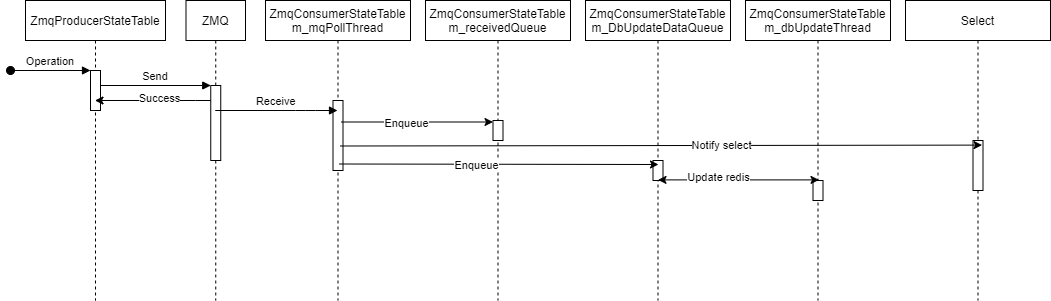 ZmqProducerStateTable
ZMQ
ZmqConsumerStateTable
m_mqPollThread
ZmqConsumerStateTable
m_receivedQueue
ZmqConsumerStateTable
m_DbUpdateDataQueue
ZmqConsumerStateTable
m_dbUpdateThread
Select
Operation
Send
Success
Receive
Enqueue
Notify select
Enqueue
Update redis